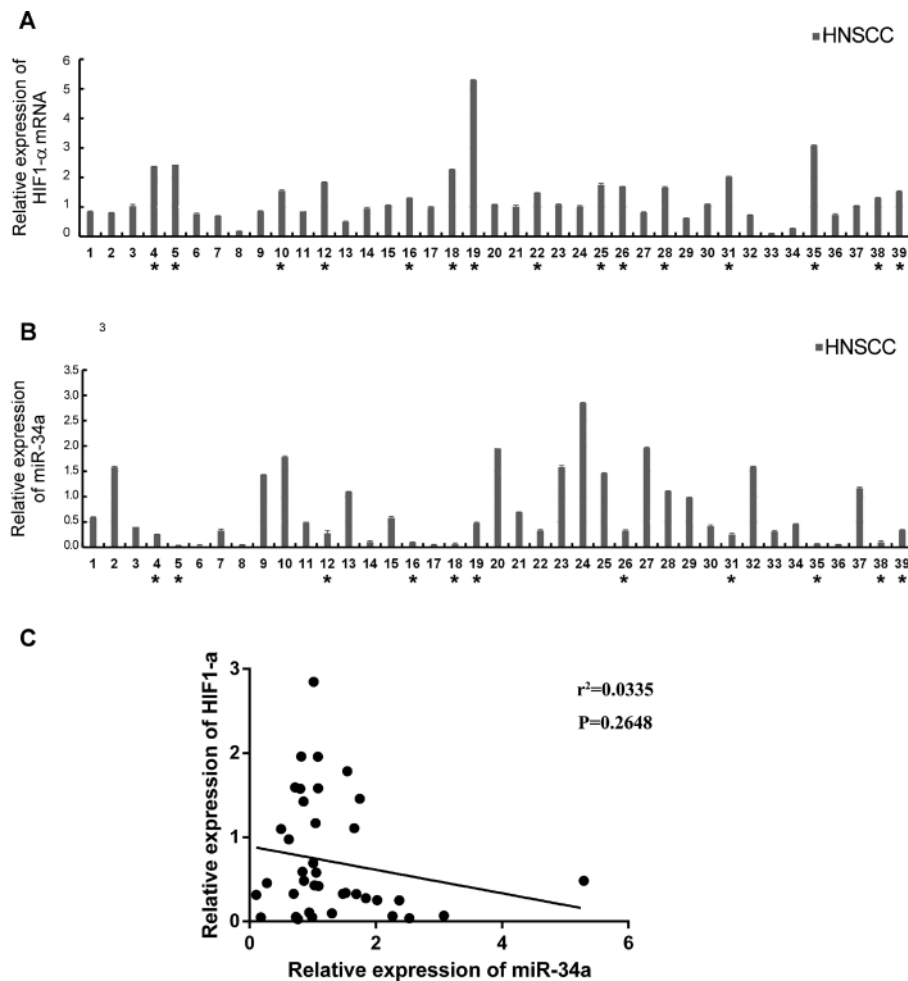 A
■HNSCC
Relative expression of
HIF1-α mRNA
6
5
4
3
2
1
0
1 2 3 4 5 6 7 8 9 10 11 12 13 14 15 16 17 18 19 20 21 22 23 24 25 26 27 28 29 30 31 32 33 34 35 36 37 38 39
* * * * * * * * * * * * * * *
B
3
■HNSCC
Relative expression
of miR-34a
3.5
3.0
2.5
2.0
1.5
1.0
0.5
0.0
1 2 3 4 5 6 7 8 9 10 11 12 13 14 15 16 17 18 19 20 21 22 23 24 25 26 27 28 29 30 31 32 33 34 35 36 37 38 39
* * * * * * * * * * *
C
Relative expression of HIF1-a
3
2
1
0
r²=0.0335
P=0.2648
0 2 4 6
Relative expression of miR-34a